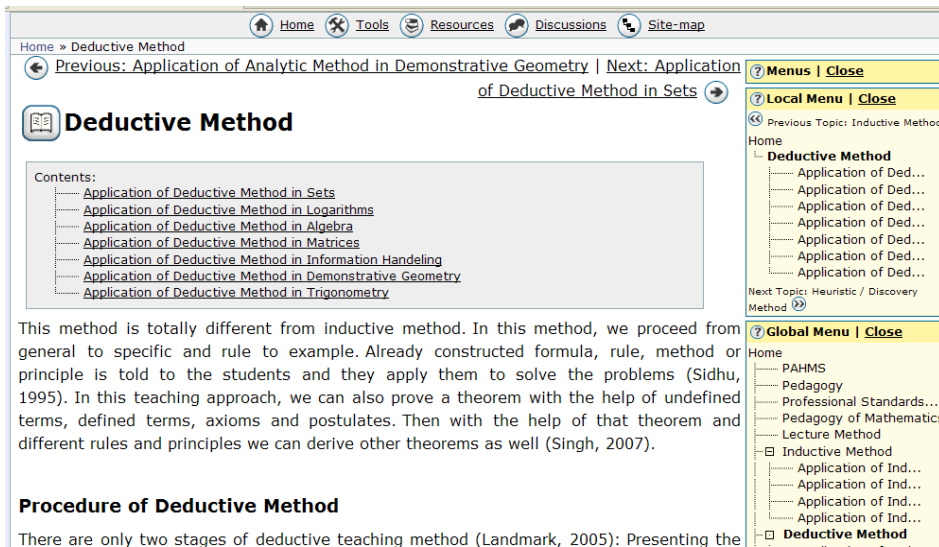 Home Tools Resources Discussions Site-map
Home » Deductive Method
Previous: Application of Analytic Method in Demonstrative Geometry | Next: Application
of Deductive Method in Sets
Deductive Method
Contents:
Application of Deductive Method in Sets
Application of Deductive Method in Logarithms
Application of Deductive Method in Algebra
Application of Deductive Method in Matrices
Application of Deductive Method in Information Handeling
Application of Deductive Method in Demonstrative Geometry
Application of Deductive Method in Trigonometry
This method is totally different from inductive method. In this method, we proceed from
general to specific and rule to example. Already constructed formula, rule, method or
principle is told to the students and they apply them to solve the problems (Sidhu,
1995). In this teaching approach, we can also prove a theorem with the help of undefined
terms, defined terms, axioms and postulates. Then with the help of that theorem and
different rules and principles we can derive other theorems as well (Singh, 2007).
Procedure of Deductive Method
There are only two stages of deductive teaching method (Landmark, 2005): Presenting the
? Menus | Close
? Local Menu | Close
Previous Topic: Inductive Method
Home
Deductive Method
Application of Ded...
Application of Ded...
Application of Ded...
Application of Ded...
Application of Ded...
Application of Ded...
Application of Ded...
Next Topic: Heuristic / Discovery
Method
? Global Menu | Close
Home
PAHMS
Pedagogy
Professional Standards...
Pedagogy of Mathematics
Lecture Method
Inductive Method
Application of Ind...
Application of Ind...
Application of Ind...
Application of Ind...
Deductive Method